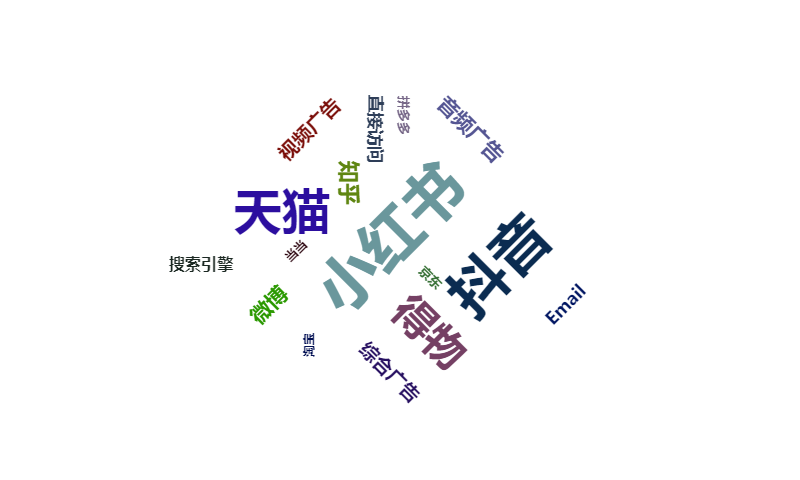 视频广告
直接访问
拼多多
音频广告
知乎
天猫
小红书
抖音
当当
搜索引擎
京东
微博
得物
Email
淘宝
综合广告